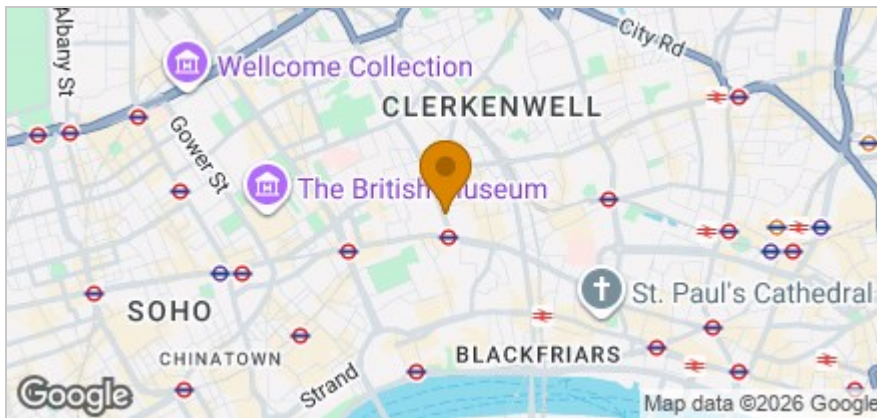 Albany St
City Rd
Wellcome Collection
CLERKENWELL
Gower St
The British Museum
St. Paul's Cathedral
SOHO
BLACKFRIARS
CHINATOWN
Strand
Google
Map data ©2026 Google